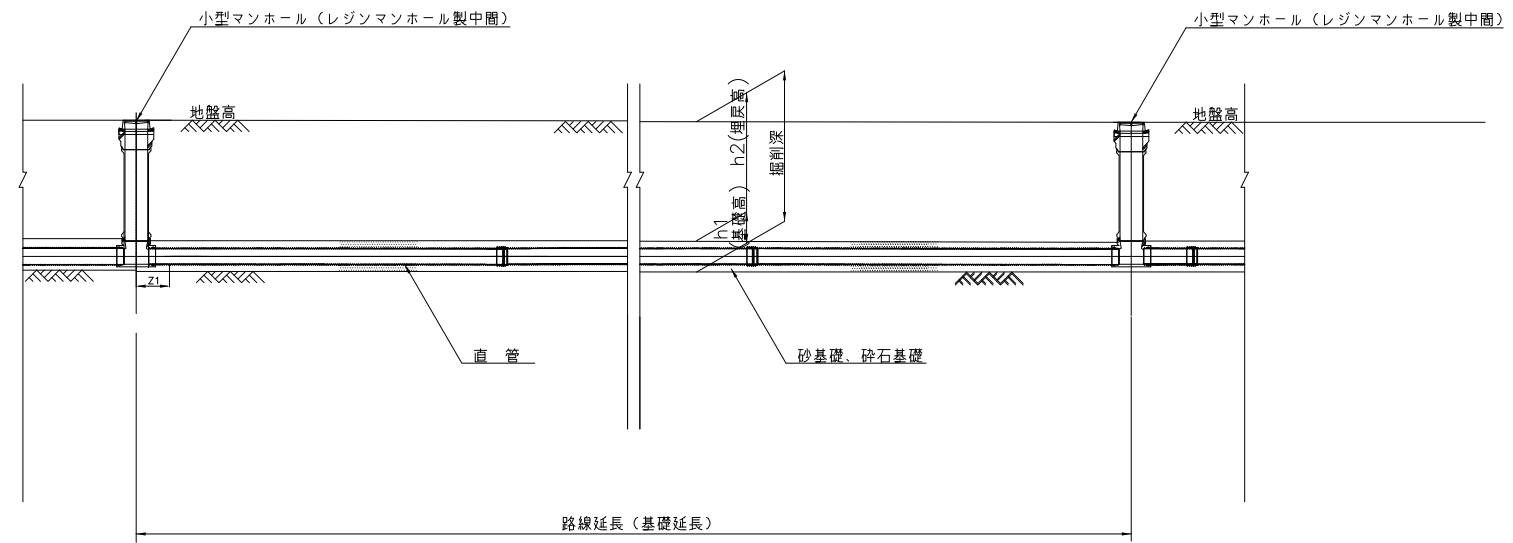 小型マンホール（レジンマンホール製中間）
小型マンホール（レジンマンホール製中間）
地盤高
地盤高
h2(埋戻高)
掘削深
h1
(基礎高)
Z1
直　管
砂基礎、砕石基礎
路線延長（基礎延長）